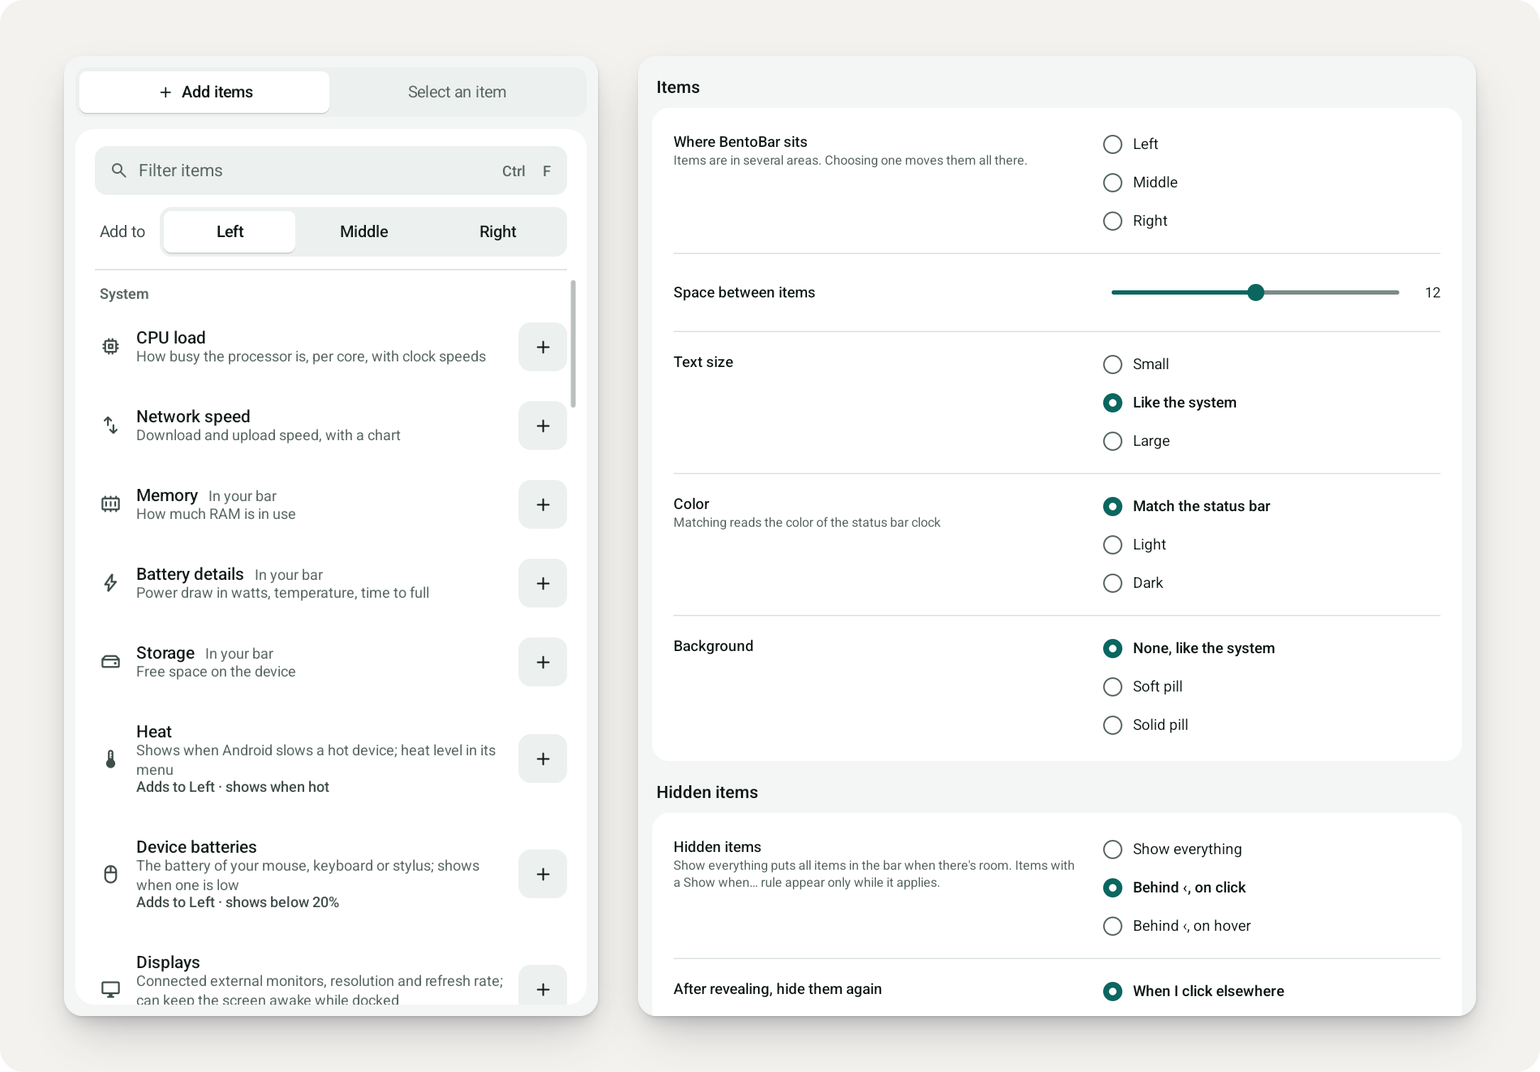 + Add items
Select an item
Filter items
Ctrl F
Add to
Left
Middle
Right
System
CPU load
How busy the processor is, per core, with clock speeds
Network speed
Download and upload speed, with a chart
Memory In your bar
How much RAM is in use
Battery details In your bar
Power draw in watts, temperature, time to full
Storage In your bar
Free space on the device
Heat
Shows when Android slows a hot device; heat level in its
menu
Adds to Left · shows when hot
Device batteries
The battery of your mouse, keyboard or stylus; shows
when one is low
Adds to Left · shows below 20%
Displays
Connected external monitors, resolution and refresh rate;
can keep the screen awake while docked
Items
Where BentoBar sits
Items are in several areas. Choosing one moves them all there.
Left
Middle
Right
Space between items
12
Text size
Small
Like the system
Large
Color
Matching reads the color of the status bar clock
Match the status bar
Light
Dark
Background
None, like the system
Soft pill
Solid pill
Hidden items
Hidden items
Show everything puts all items in the bar when there's room. Items with
a Show when… rule appear only while it applies.
Show everything
Behind ‹, on click
Behind ‹, on hover
After revealing, hide them again
When I click elsewhere